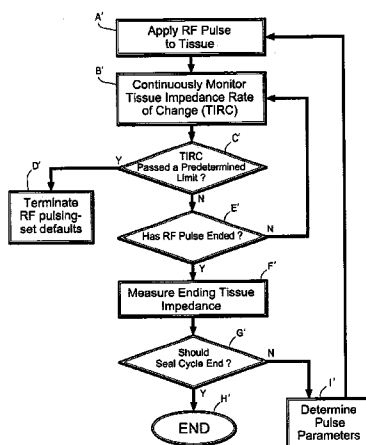 A'
Apply RF Pulse
to Tissue
B'
Continuously Monitor
Tissue Impedance Rate
of Change (TIRC)
C'
D'
Y
TIRC
Passed a Predetermined
Limit ?
Terminate
RF pulsing-
set defaults
N
E'
Has RF Pulse Ended ?
N
Y
F'
Measure Ending Tissue
Impedance
G'
Should
Seal Cycle End ?
N
Y
H'
I'
END
Determine
Pulse
Parameters